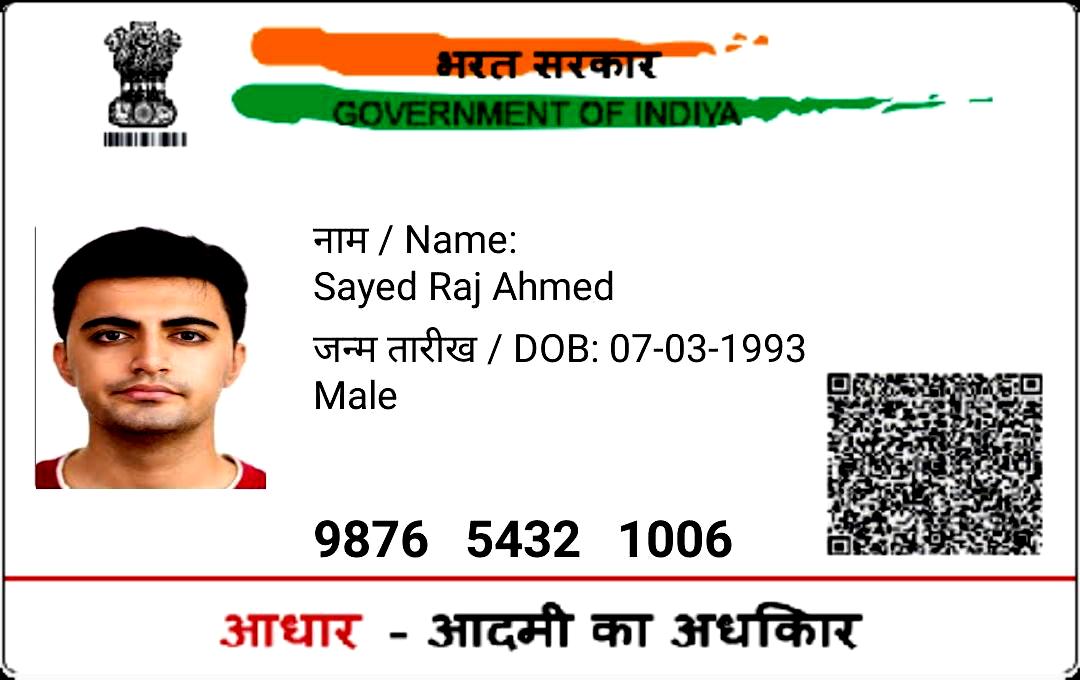 भरत सरकार
GOVERNMENT OF INDIYA
नाम / Name:
Sayed Raj Ahmed
जन्म तारीख / DOB: 07-03-1993
Male
9876 5432 1006
आधार - आदमी का अधकिार